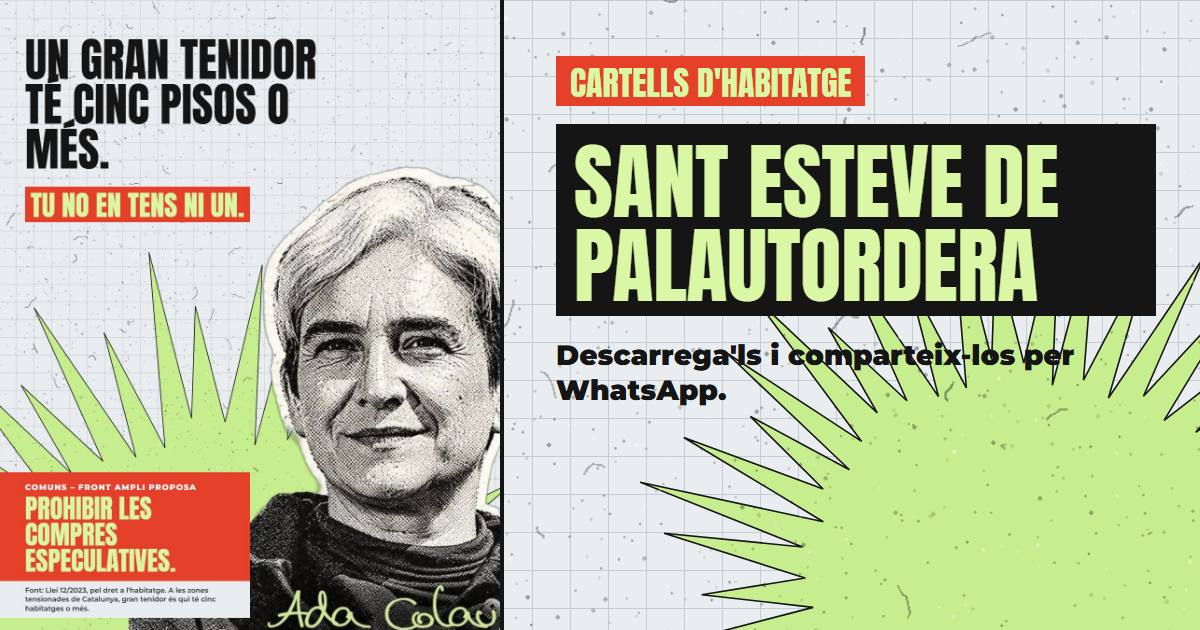 UN GRAN TENIDOR
TÉ CINC PISOS O
MÉS.
TU NO EN TENS NI UN.
COMUNS – FRONT AMPLI PROPOSA
PROHIBIR LES
COMPRES
ESPECULATIVES.
Font: Llei 12/2023, pel dret a l'habitatge. A les zones
tensionades de Catalunya, gran tenidor és qui té cinc
habitatges o més.
Ada Colau
CARTELLS D'HABITATGE
SANT ESTEVE DE
PALAUTORDERA
Descarrega'ls i comparteix-los per
WhatsApp.